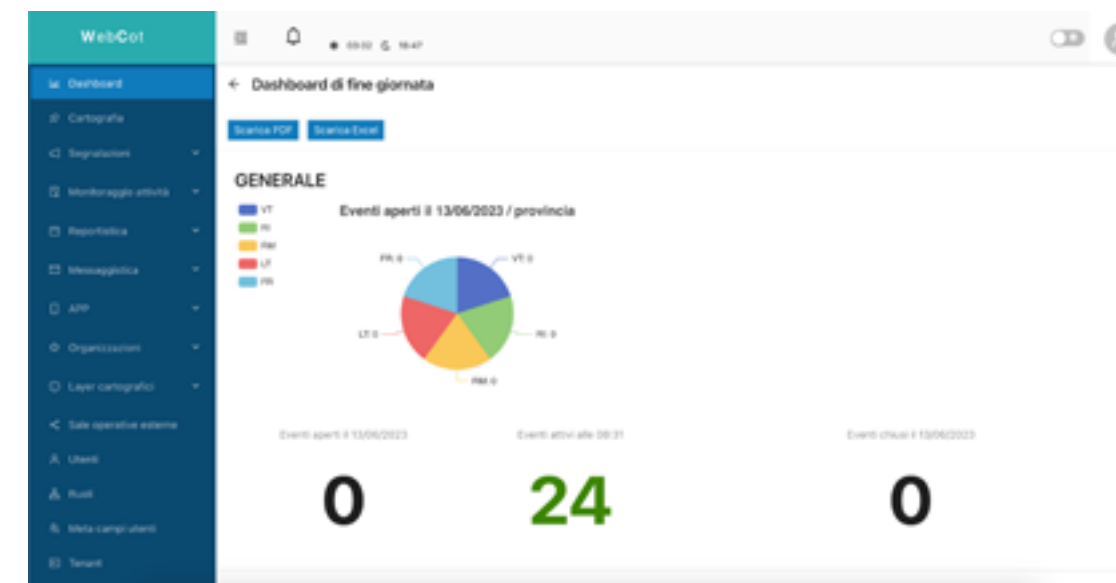 WebCot
Dashboard
Cartografia
Segnalazioni
Monitoraggio attività
Reportistica
Messaggistica
APP
Organizzazioni
Layer cartografici
Sale operative esterne
Utenti
Ruoli
Meta campi utenti
Tenant
← Dashboard di fine giornata
Scarica PDF Scarica Excel
GENERALE
VT
RI
RM
LT
FR
Eventi aperti il 13/06/2023 / provincia
FR: 0
VT: 0
LT: 0
RI: 0
RM: 0
Eventi aperti il 13/06/2023
Eventi attivi alle 09:31
Eventi chiusi il 13/06/2023
0
24
0